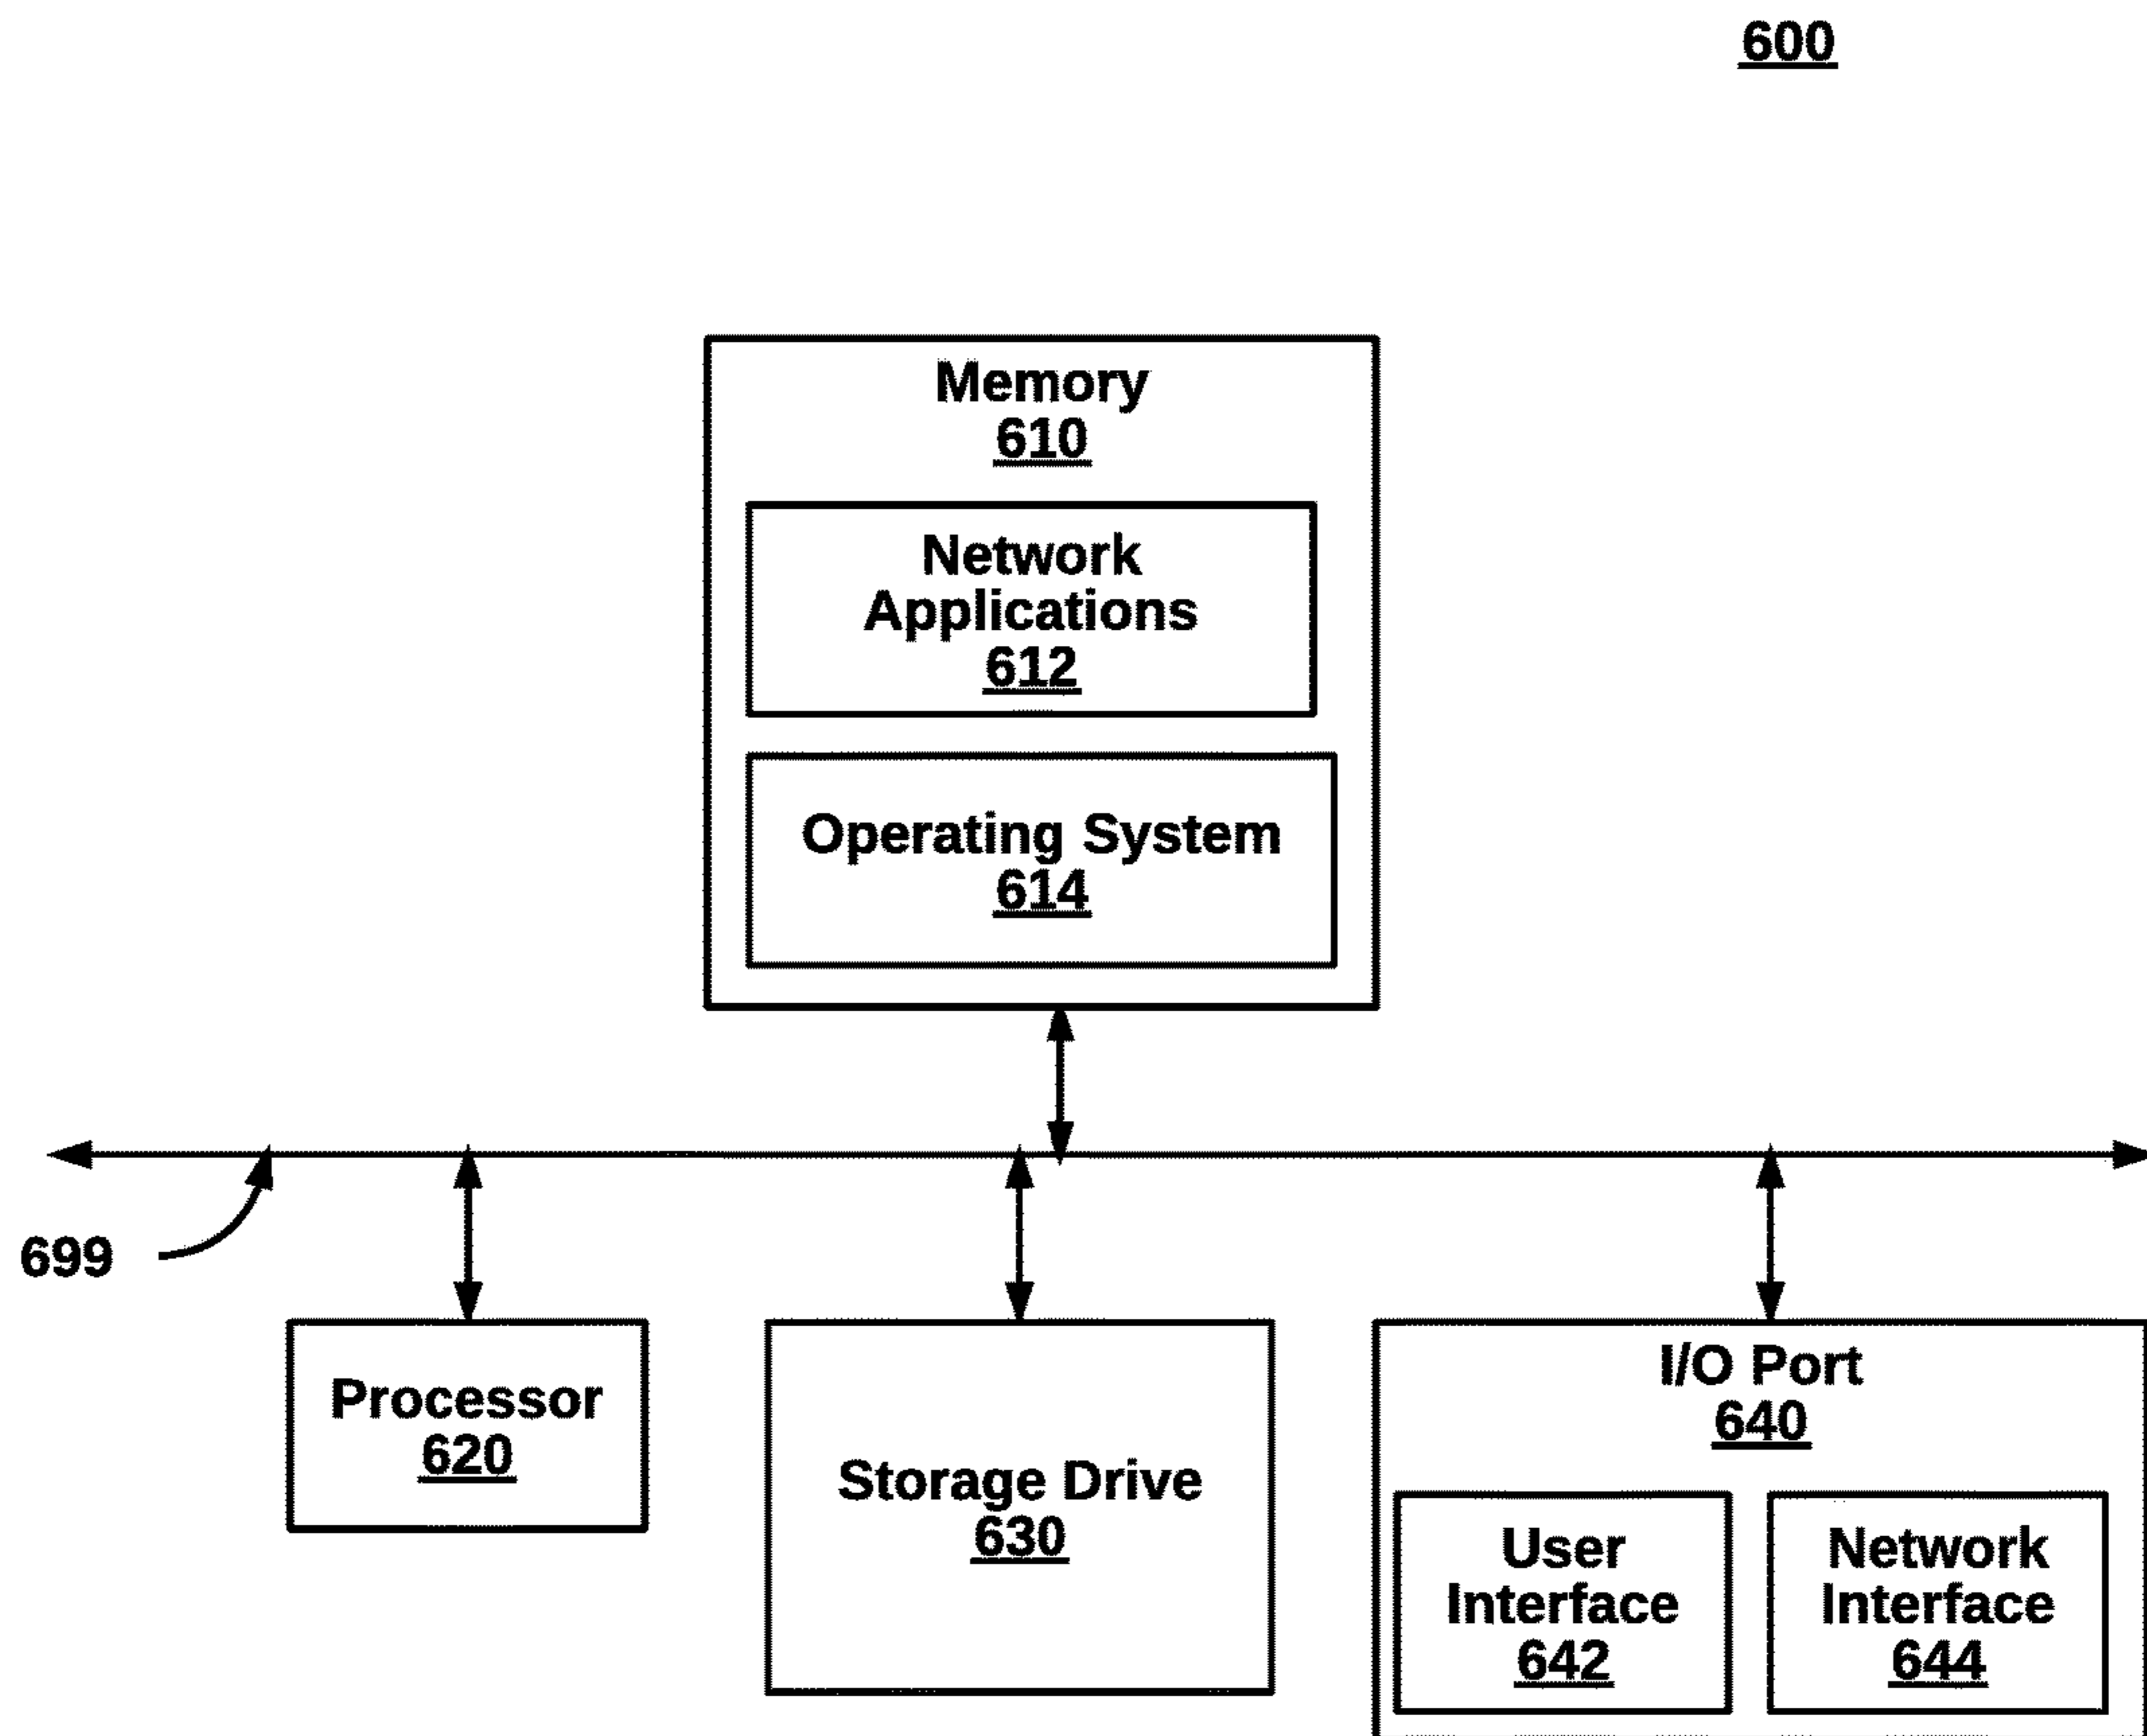 600
Memory
610
Network
Applications
612
Operating System
614
699
Processor
620
Storage Drive
630
I/O Port
640
User
Interface
642
Network
Interface
644